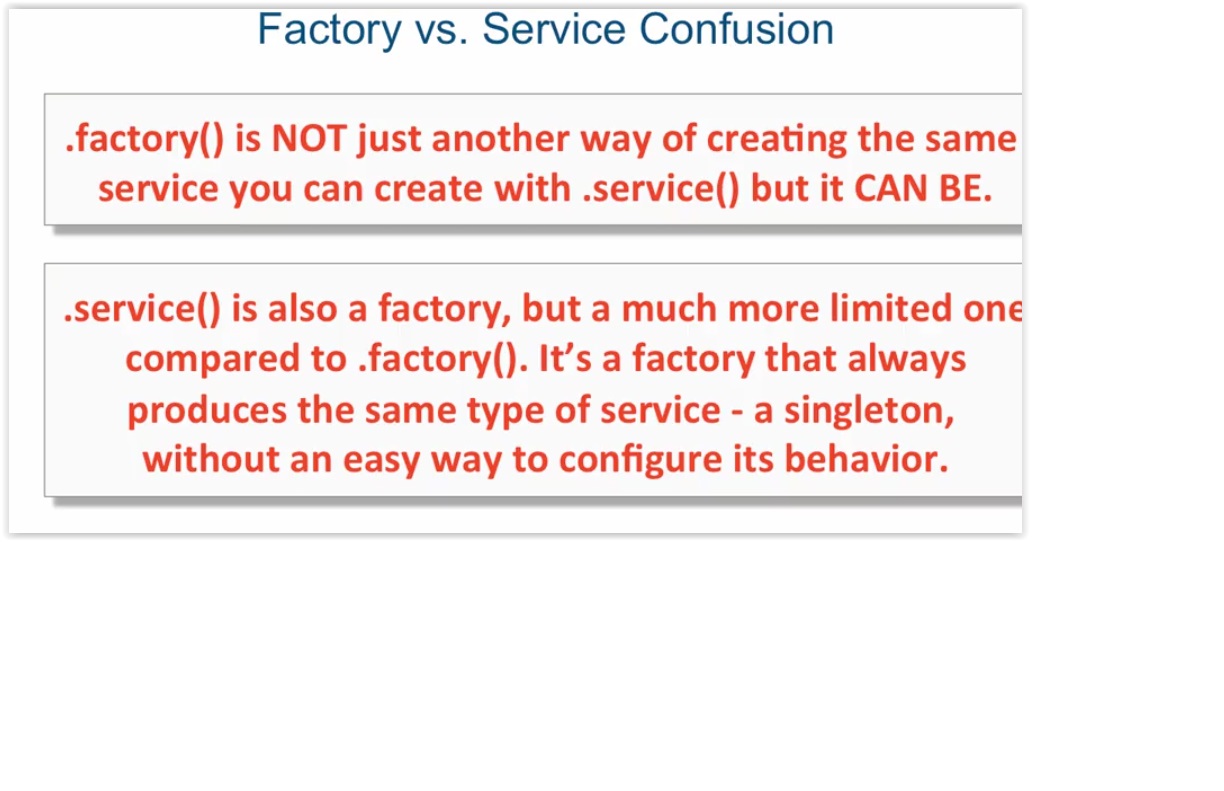 Factory vs. Service Confusion
.factory() is NOT just another way of creating the same
service you can create with .service() but it CAN BE.
.service() is also a factory, but a much more limited one
compared to .factory(). It’s a factory that always
produces the same type of service - a singleton,
without an easy way to configure its behavior.